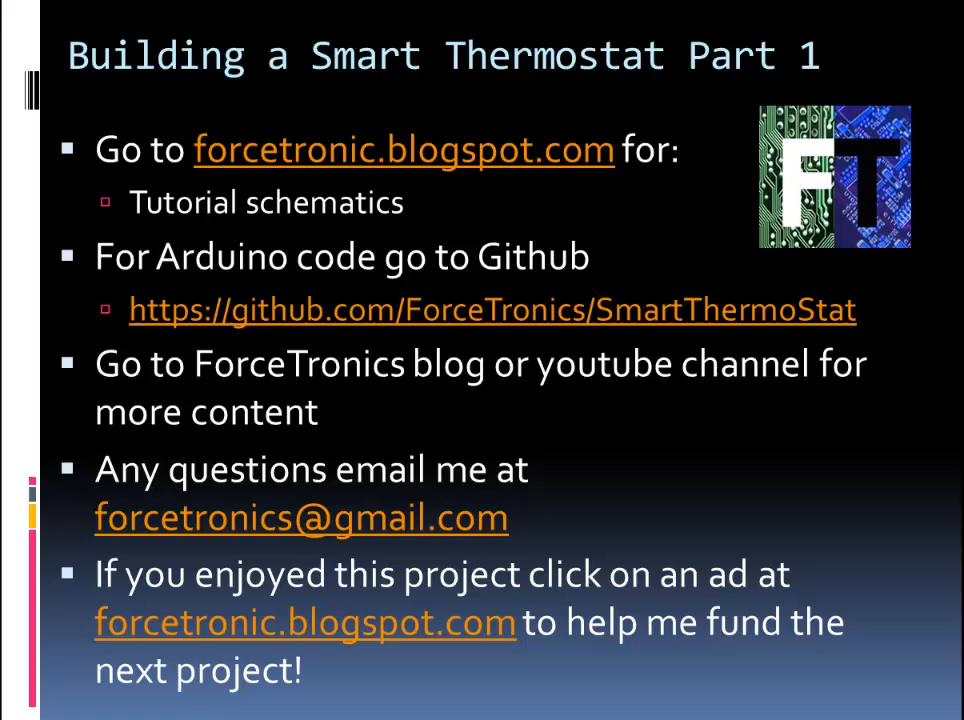 Building a Smart Thermostat Part 1
FT
Go to forcetronic.blogspot.com for:
Tutorial schematics
For Arduino code go to Github
https://github.com/ForceTronics/SmartThermoStat
Go to ForceTronics blog or youtube channel for
more content
Any questions email me at
forcetronics@gmail.com
If you enjoyed this project click on an ad at
forcetronic.blogspot.com to help me fund the
next project!